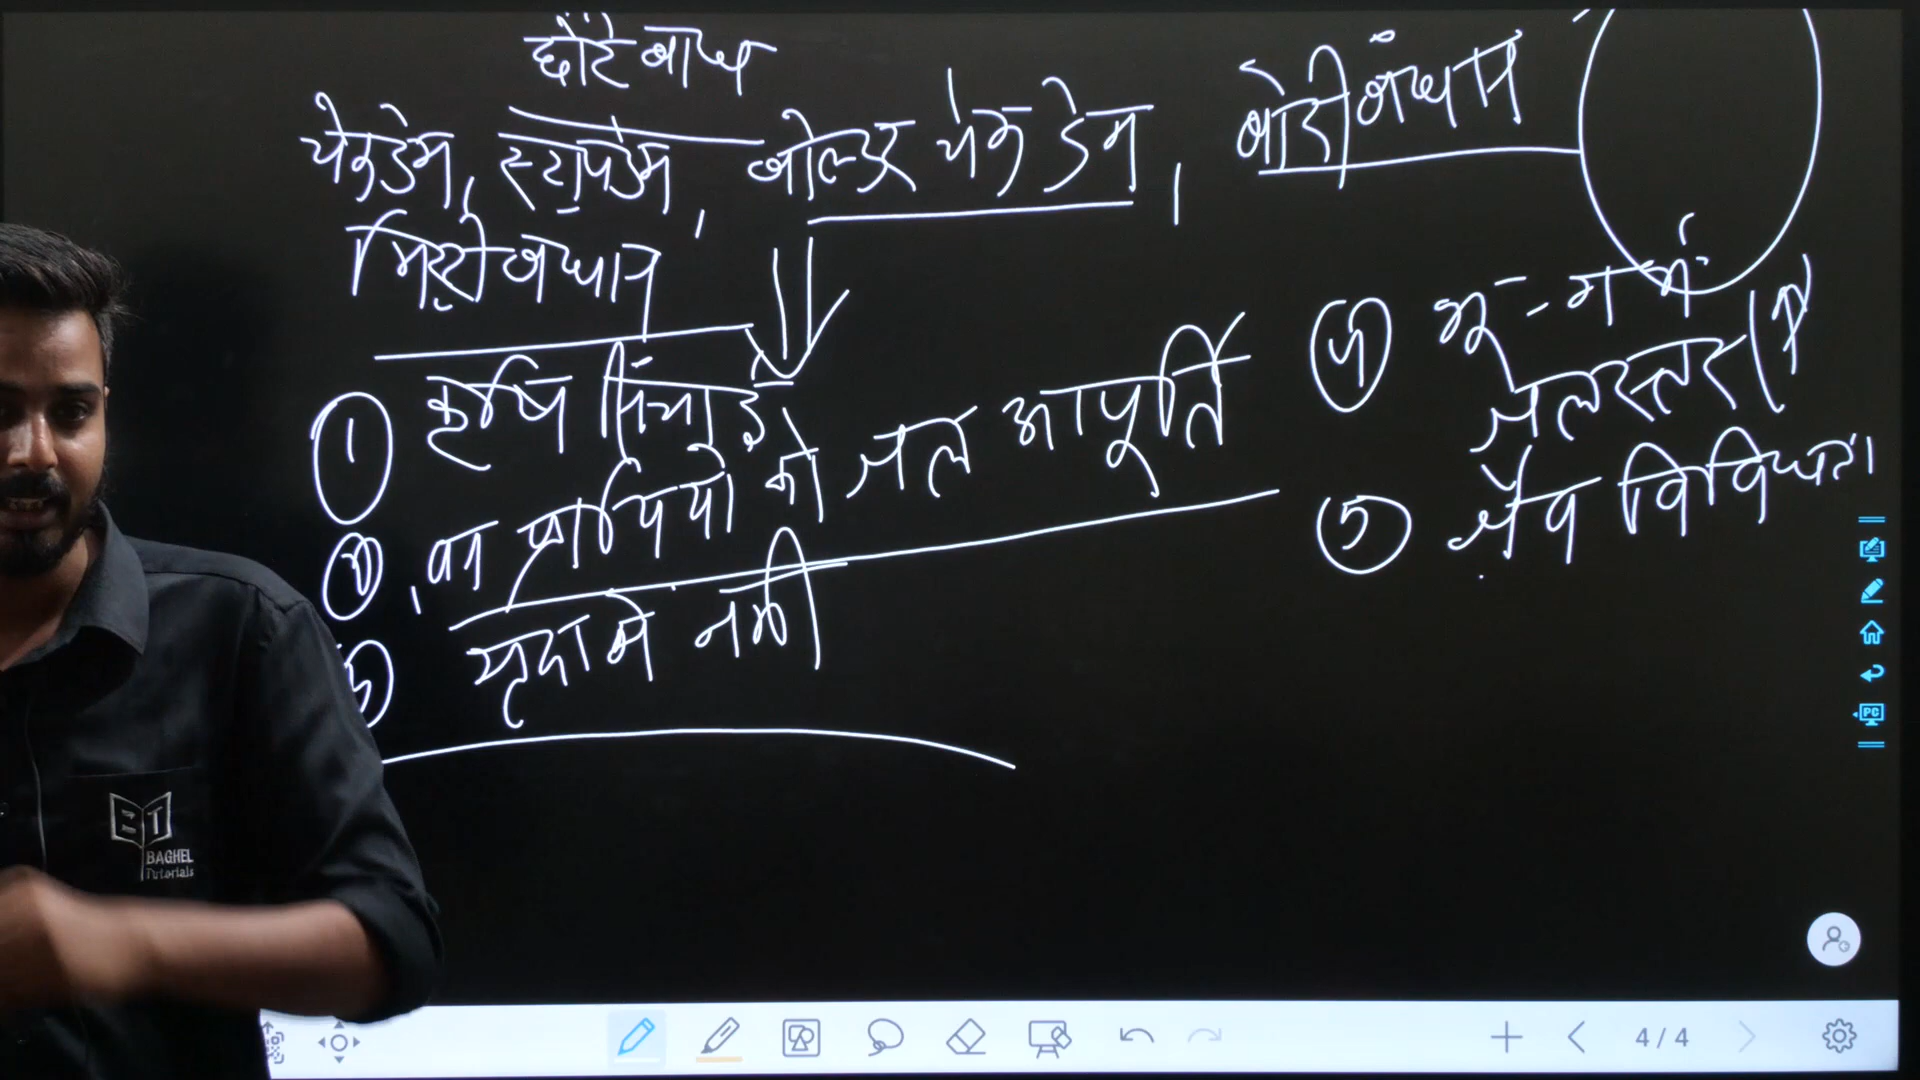 छोटे बांध
चेकडेम, स्टापडेम, बोल्डर चेक डेम, बोरी बंधान
मिट्टी बंधान
① कृषि सिंचाई
② वन प्राणियों को जल आपूर्ति
③ मृदा में नमी
④ भू-गर्भ
जलस्तर (↑
⑤ जैव विविधता
BT
BAGHEL
Tutorials
PC
4/4